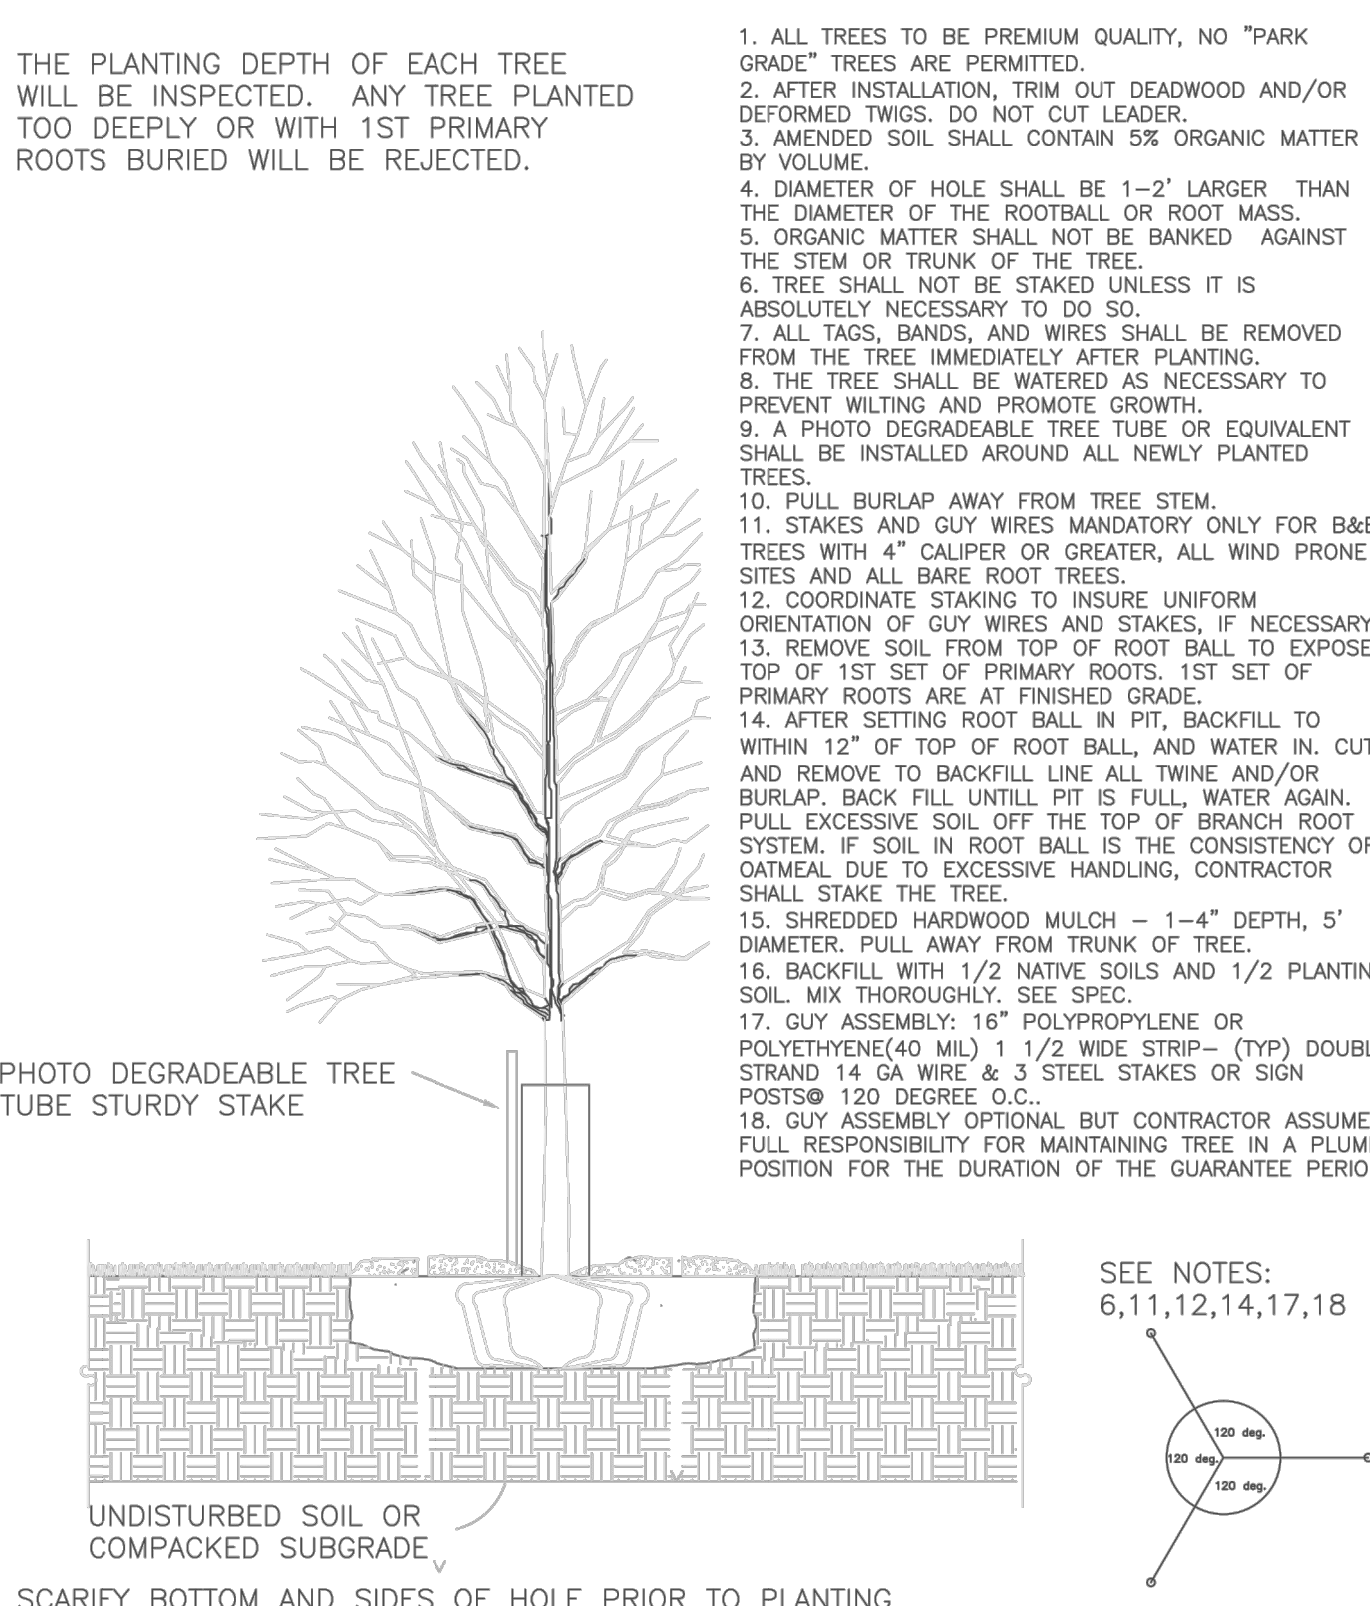 THE PLANTING DEPTH OF EACH TREE
WILL BE INSPECTED. ANY TREE PLANTED
TOO DEEPLY OR WITH 1ST PRIMARY
ROOTS BURIED WILL BE REJECTED.
1. ALL TREES TO BE PREMIUM QUALITY, NO "PARK
GRADE" TREES ARE PERMITTED.
2. AFTER INSTALLATION, TRIM OUT DEADWOOD AND/OR
DEFORMED TWIGS. DO NOT CUT LEADER.
3. AMENDED SOIL SHALL CONTAIN 5% ORGANIC MATTER
BY VOLUME.
4. DIAMETER OF HOLE SHALL BE 1-2' LARGER THAN
THE DIAMETER OF THE ROOTBALL OR ROOT MASS.
5. ORGANIC MATTER SHALL NOT BE BANKED AGAINST
THE STEM OR TRUNK OF THE TREE.
6. TREE SHALL NOT BE STAKED UNLESS IT IS
ABSOLUTELY NECESSARY TO DO SO.
7. ALL TAGS, BANDS, AND WIRES SHALL BE REMOVED
FROM THE TREE IMMEDIATELY AFTER PLANTING.
8. THE TREE SHALL BE WATERED AS NECESSARY TO
PREVENT WILTING AND PROMOTE GROWTH.
9. A PHOTO DEGRADEABLE TREE TUBE OR EQUIVALENT
SHALL BE INSTALLED AROUND ALL NEWLY PLANTED
TREES.
10. PULL BURLAP AWAY FROM TREE STEM.
11. STAKES AND GUY WIRES MANDATORY ONLY FOR B&B
TREES WITH 4" CALIPER OR GREATER, ALL WIND PRONE
SITES AND ALL BARE ROOT TREES.
12. COORDINATE STAKING TO INSURE UNIFORM
ORIENTATION OF GUY WIRES AND STAKES, IF NECESSARY
13. REMOVE SOIL FROM TOP OF ROOT BALL TO EXPOSE
TOP OF 1ST SET OF PRIMARY ROOTS. 1ST SET OF
PRIMARY ROOTS ARE AT FINISHED GRADE.
14. AFTER SETTING ROOT BALL IN PIT, BACKFILL TO
WITHIN 12" OF TOP OF ROOT BALL, AND WATER IN. CUT
AND REMOVE TO BACKFILL LINE ALL TWINE AND/OR
BURLAP. BACK FILL UNTILL PIT IS FULL, WATER AGAIN.
PULL EXCESSIVE SOIL OFF THE TOP OF BRANCH ROOT
SYSTEM. IF SOIL IN ROOT BALL IS THE CONSISTENCY OF
OATMEAL DUE TO EXCESSIVE HANDLING, CONTRACTOR
SHALL STAKE THE TREE.
15. SHREDDED HARDWOOD MULCH - 1-4" DEPTH, 5'
DIAMETER. PULL AWAY FROM TRUNK OF TREE.
16. BACKFILL WITH 1/2 NATIVE SOILS AND 1/2 PLANTIN
SOIL. MIX THOROUGHLY. SEE SPEC.
17. GUY ASSEMBLY: 16" POLYPROPYLENE OR
POLYETHYENE(40 MIL) 1 1/2 WIDE STRIP- (TYP) DOUBL
STRAND 14 GA WIRE & 3 STEEL STAKES OR SIGN
POSTS@ 120 DEGREE O.C..
18. GUY ASSEMBLY OPTIONAL BUT CONTRACTOR ASSUME
FULL RESPONSIBILITY FOR MAINTAINING TREE IN A PLUM
POSITION FOR THE DURATION OF THE GUARANTEE PERIO
PHOTO DEGRADEABLE TREE
TUBE STURDY STAKE
SEE NOTES:
6,11,12,14,17,18
120 deg.
120 deg.
120 deg.
UNDISTURBED SOIL OR
COMPACKED SUBGRADE
SCARIFY BOTTOM AND SIDES OF HOLE PRIOR TO PLANTING